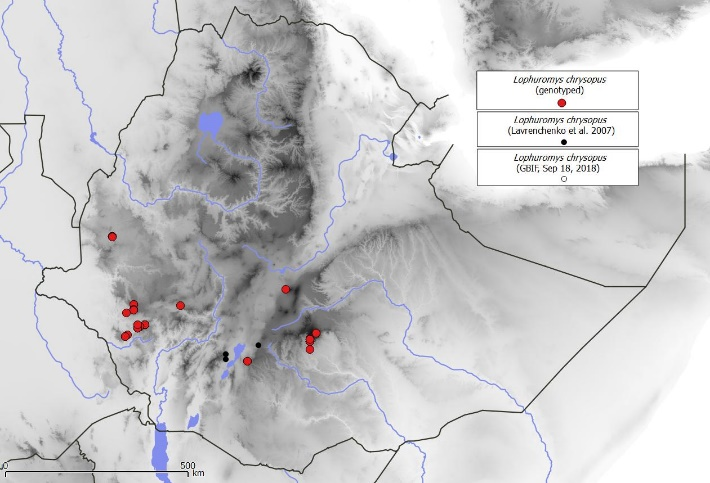 Lophuromys chrysopus
(genotyped)
Lophuromys chrysopus
(Lavrenchenko et al. 2007)
Lophuromys chrysopus
(GBIF, Sep 18, 2018)
0
500
km